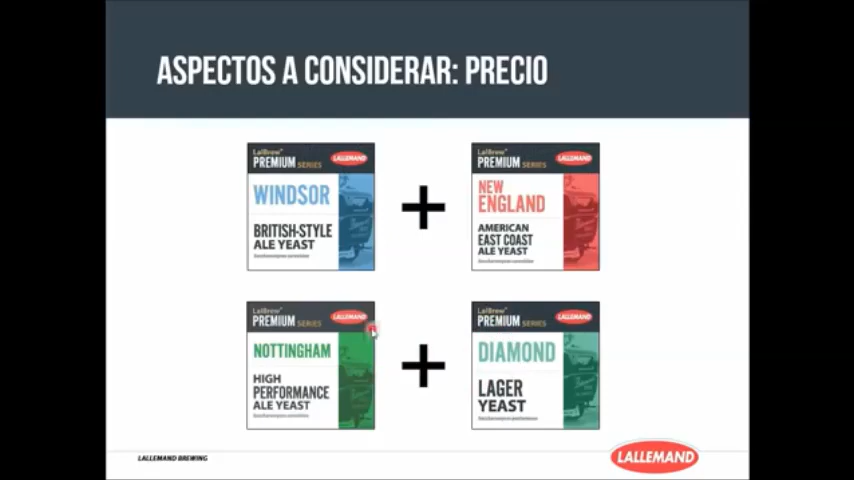 ASPECTOS A CONSIDERAR: PRECIO
LalBrew
PREMIUM SERIES
LALLEMAND
WINDSOR
BRITISH-STYLE
ALE YEAST
LalBrew
PREMIUM SERIES
LALLEMAND
NEW
ENGLAND
AMERICAN
EAST COAST
ALE YEAST
LalBrew
PREMIUM SERIES
LALLEMAND
NOTTINGHAM
HIGH
PERFORMANCE
ALE YEAST
LalBrew
PREMIUM SERIES
LALLEMAND
DIAMOND
LAGER
YEAST
LALLEMAND BREWING
LALLEMAND